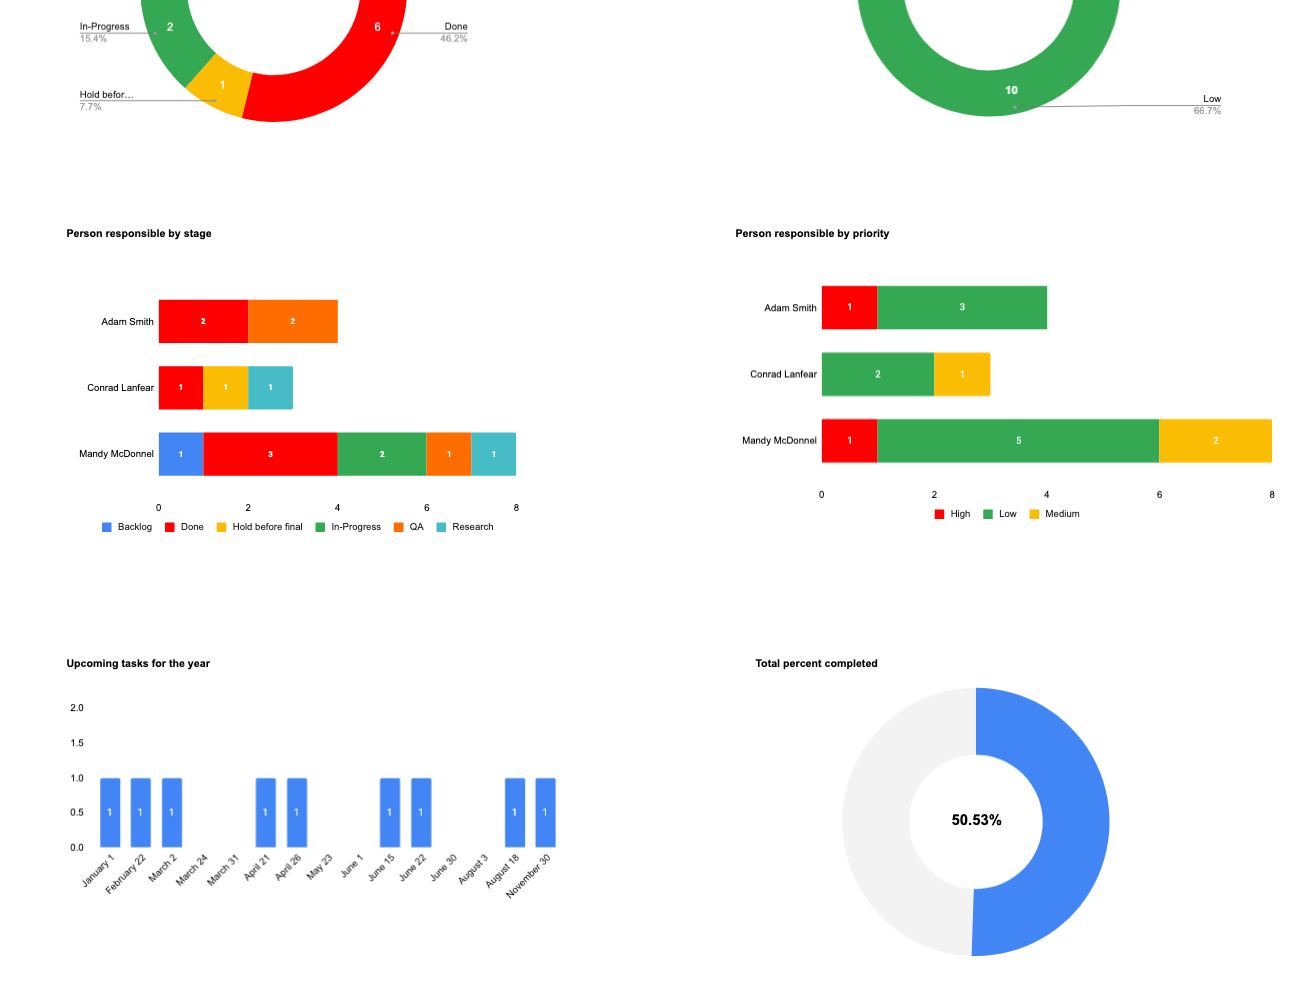 In-Progress
15.4%
2
6
Done
46.2%
Hold befor...
7.7%
1
10
Low
66.7%
Person responsible by stage
Adam Smith
2
2
Conrad Lanfear
1
1
1
Mandy McDonnel
1
3
2
1
1
0
2
4
6
8
Backlog
Done
Hold before final
In-Progress
QA
Research
Person responsible by priority
Adam Smith
1
3
Conrad Lanfear
2
1
Mandy McDonnel
1
5
2
0
2
4
6
8
High
Low
Medium
Upcoming tasks for the year
2.0
1.5
1.0
0.5
0.0
1
1
1
1
1
1
1
1
1
January 1
February 22
March 2
March 24
March 31
April 21
April 26
May 23
June 1
June 15
June 22
June 30
August 3
August 18
November 30
Total percent completed
50.53%